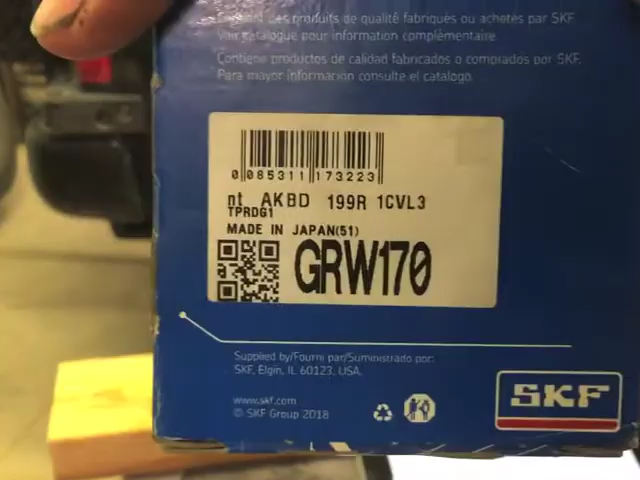 des produits de qualité fabriqués ou achetés par SKF.
Voir catalogue pour information complémentaire.
Contiene productos de calidad fabricados o comprados por SKF.
Para mayor información consulte el catálogo.
0 085311 173223
nt AKBD 199R 1CVL3
TPRDG1
MADE IN JAPAN(51)
GRW170
Supplied by/Fourni par/Suministrado por:
SKF, Elgin, IL 60123, USA.
www.skf.com
© SKF Group 2018
SKF